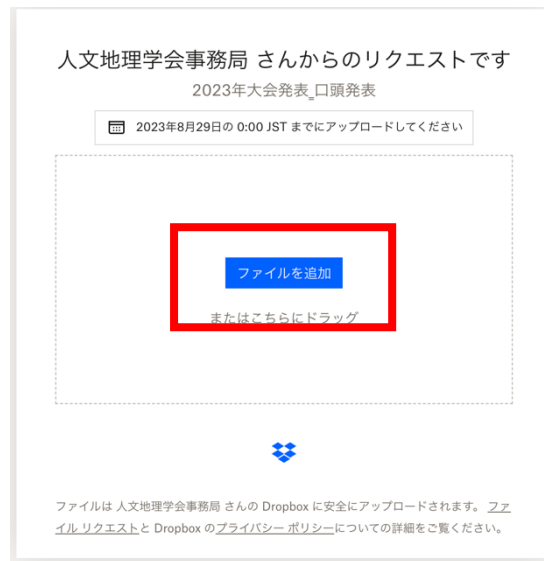 人文地理学会事務局 さんからのリクエストです
2023年大会発表_口頭発表
2023年8月29日の 0:00 JST までにアップロードしてください
ファイルを追加
またはこちらにドラッグ
ファイルは 人文地理学会事務局 さんの Dropbox に安全にアップロードされます。 ファ
イル リクエストと Dropbox のプライバシー ポリシーについての詳細をご覧ください。